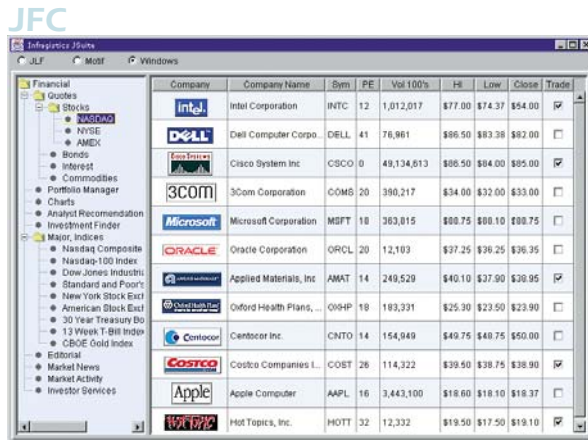 JFC
Infragistics JSuite
JLF Motif Windows
Financial
Quotes
Stocks
NASDAQ
NYSE
AMEX
Bonds
Interest
Commodities
Portfolio Manager
Charts
Analyst Recomendation
Investment Finder
Major, Indices
Nasdaq Composite
Nasdaq-100 Index
Dow Jones Industri
Standard and Poor's
New York Stock Excl
American Stock Excl
30 Year Treasury Bo
13 Week T-Bill Index
CBOE Gold Index
Editorial
Market News
Market Activity
Investor Services
Company Company Name Sym PE Vol 100's Hi Low Close Trade
intel. Intel Corporation INTC 12 1,012,017 $77.00 $74.37 $54.00
DELL Dell Computer Corpo... DELL 41 76,961 $86.50 $83.38 $82.00
Cisco Systems Cisco System Inc CSCO 0 49,134,613 $86.50 $84.00 $85.00
3COM 3Com Corporation COMS 20 390,217 $34.00 $32.00 $33.00
Microsoft Microsoft Corporation MSFT 18 363,015 $88.75 $88.10 $88.75
ORACLE Oracle Corporation ORCL 20 12,103 $37.25 $36.25 $36.35
Applied Materials, Inc AMAT 14 249,529 $40.10 $37.90 $38.95
Oxford Health Plans, ... OXHP 18 183,331 $25.30 $23.50 $23.90
Centocor Centocor Inc. CNTO 14 154,949 $49.75 $48.75 $50.00
COSTCO Costco Companies I... COST 26 114,322 $39.50 $38.75 $38.90
Apple Apple Computer AAPL 16 3,443,100 $18.60 $18.10 $18.37
HOT TOPIC Hot Topics, Inc. HOTT 32 12,332 $19.50 $17.50 $19.10